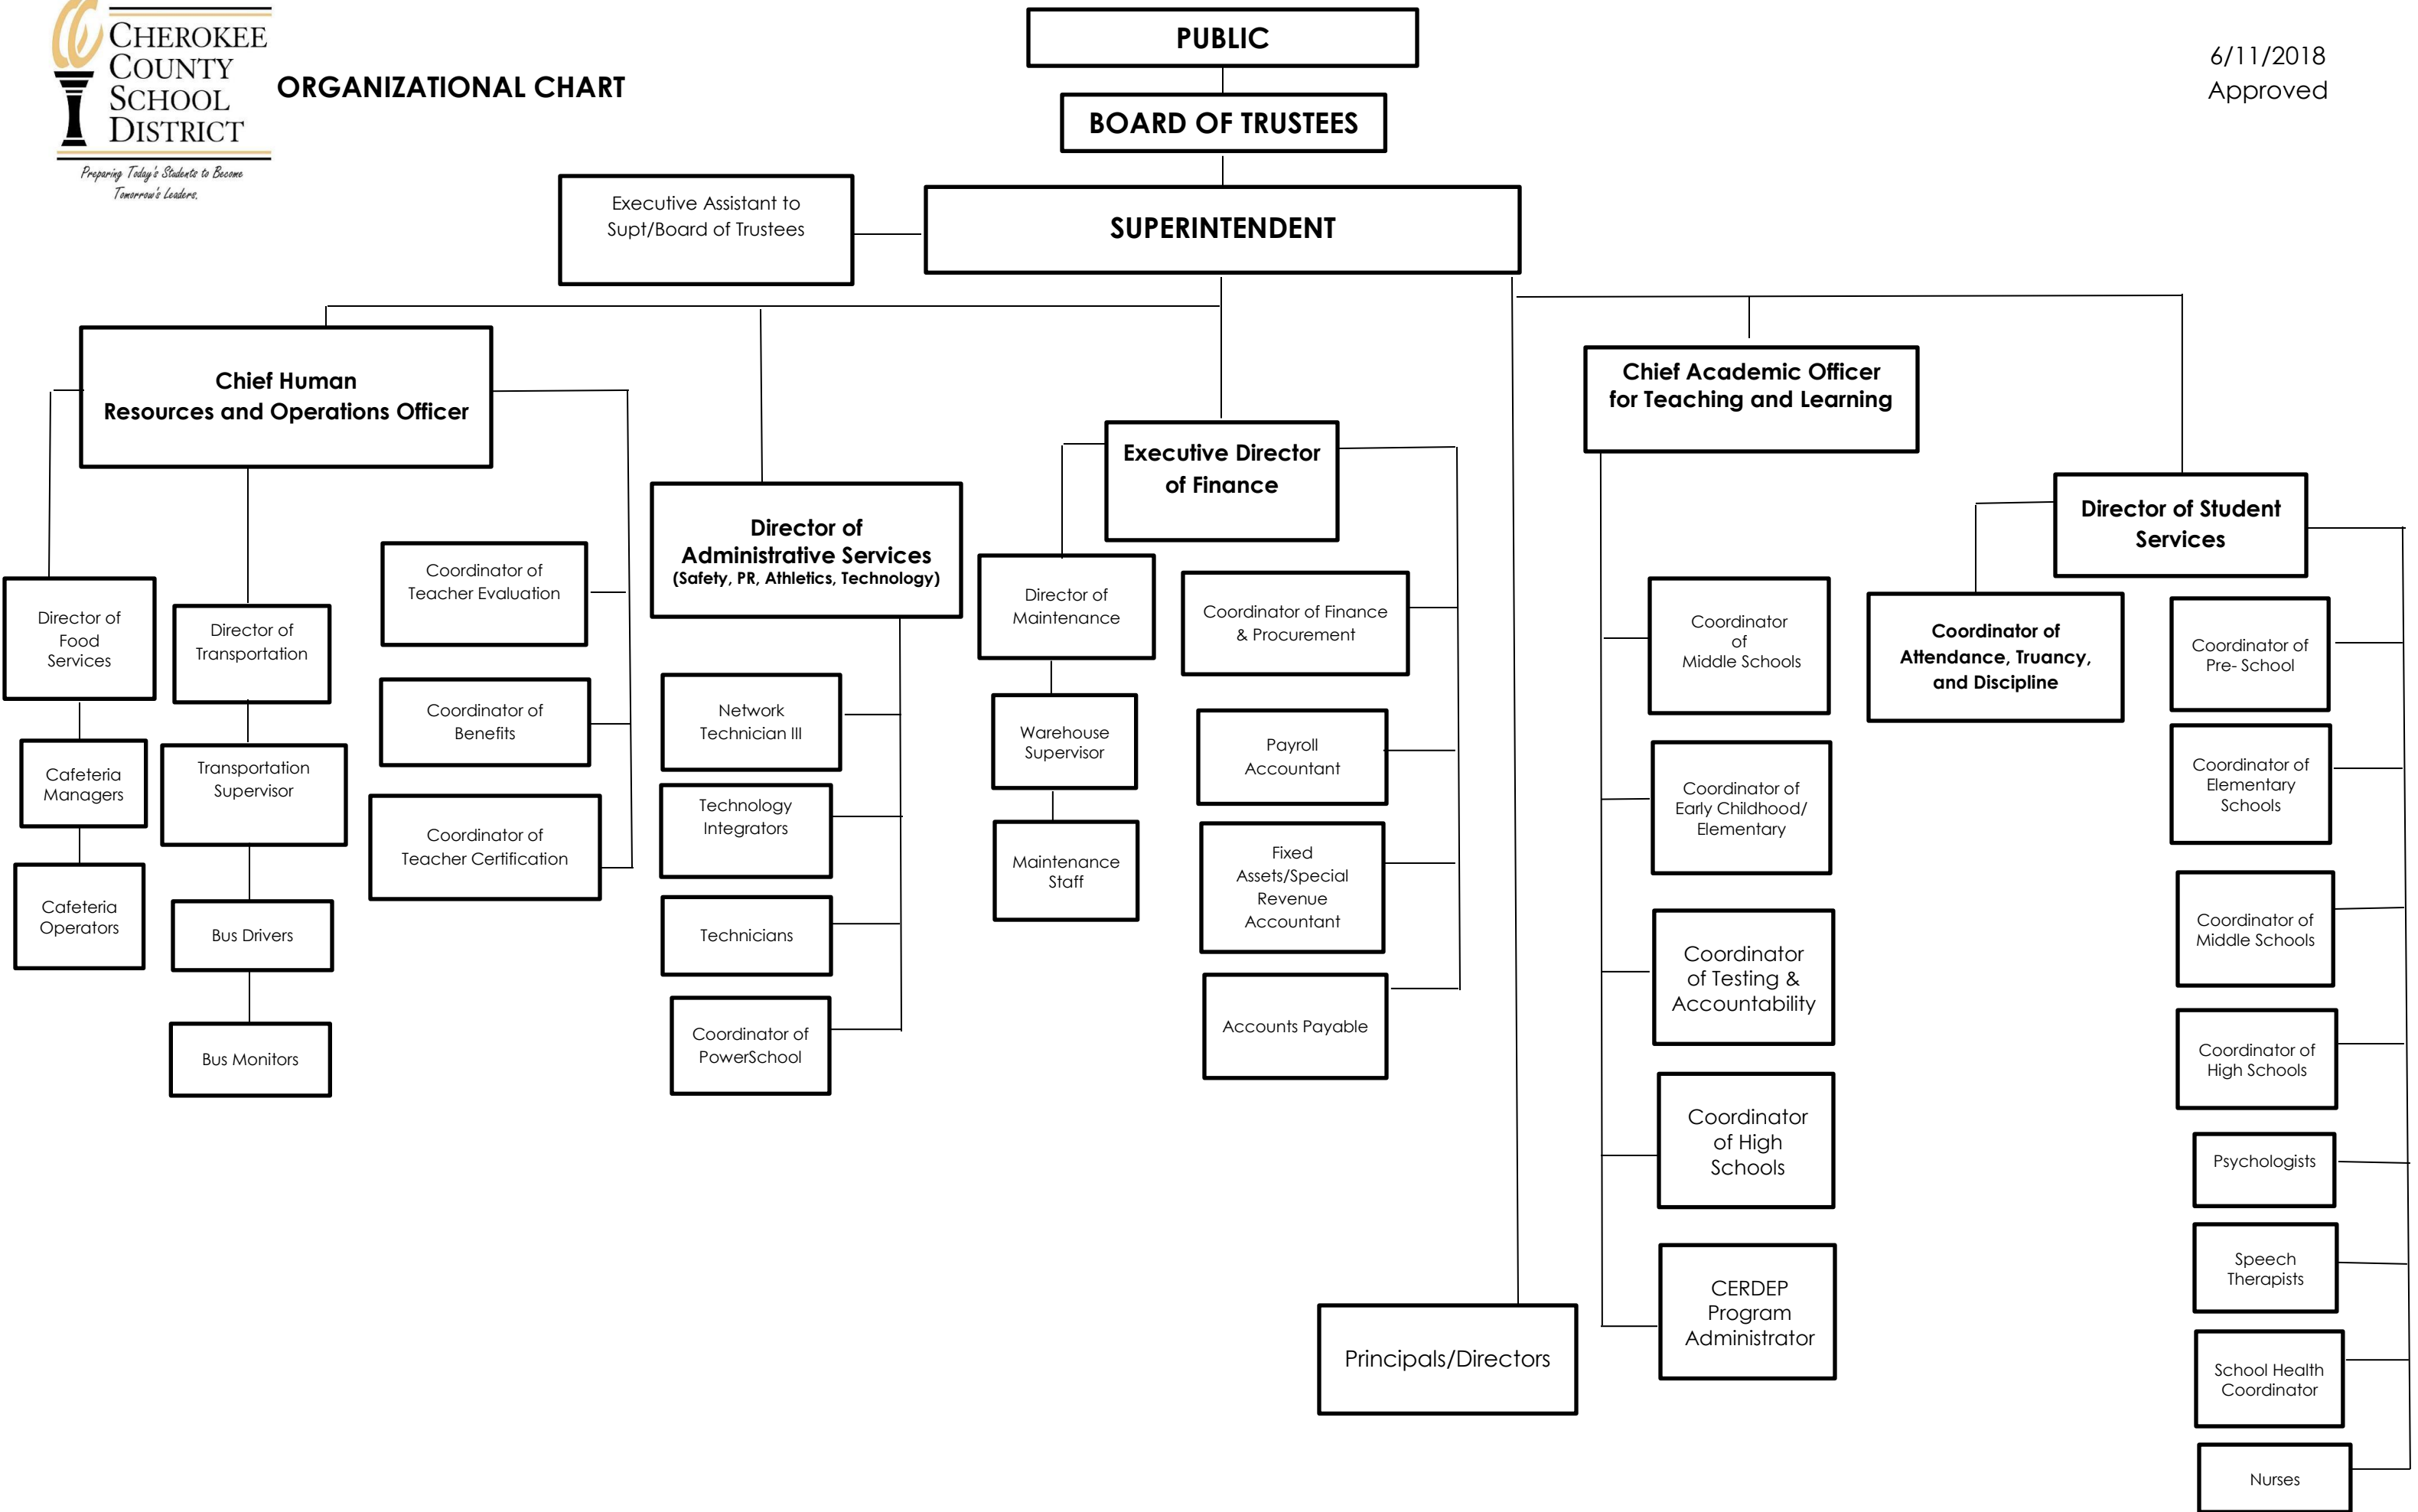 CHEROKEE
COUNTY
SCHOOL
DISTRICT
Preparing Today's Students to Become
Tomorrow's Leaders.
ORGANIZATIONAL CHART
6/11/2018
Approved
PUBLIC
BOARD OF TRUSTEES
Executive Assistant to
Supt/Board of Trustees
SUPERINTENDENT
Chief Human
Resources and Operations Officer
Director of
Food
Services
Cafeteria
Managers
Cafeteria
Operators
Director of
Transportation
Transportation
Supervisor
Bus Drivers
Bus Monitors
Coordinator of
Teacher Evaluation
Coordinator of
Benefits
Coordinator of
Teacher Certification
Director of
Administrative Services
(Safety, PR, Athletics, Technology)
Network
Technician III
Technology
Integrators
Technicians
Coordinator of
PowerSchool
Executive Director
of Finance
Director of
Maintenance
Warehouse
Supervisor
Maintenance
Staff
Coordinator of Finance
& Procurement
Payroll
Accountant
Fixed
Assets/Special
Revenue
Accountant
Accounts Payable
Principals/Directors
Chief Academic Officer
for Teaching and Learning
Coordinator
of
Middle Schools
Coordinator of
Early Childhood/
Elementary
Coordinator
of Testing &
Accountability
Coordinator
of High
Schools
CERDEP
Program
Administrator
Director of Student
Services
Coordinator of
Attendance, Truancy,
and Discipline
Coordinator of
Pre- School
Coordinator of
Elementary
Schools
Coordinator of
Middle Schools
Coordinator of
High Schools
Psychologists
Speech
Therapists
School Health
Coordinator
Nurses